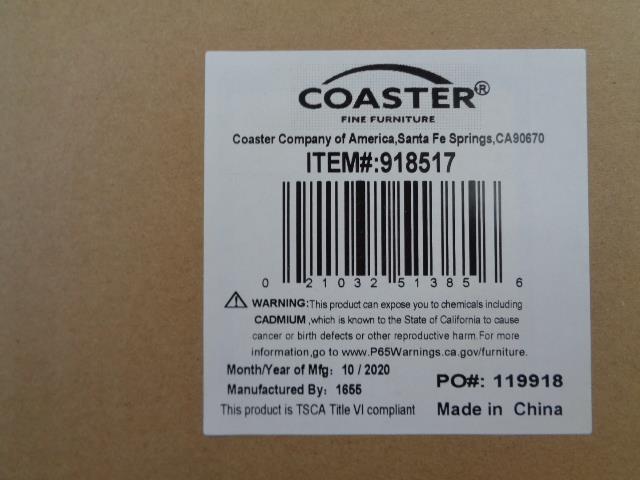 COASTER®
FINE FURNITURE
Coaster Company of America,Santa Fe Springs,CA90670
ITEM#:918517
0 21032 51385 6
WARNING:This product can expose you to chemicals including
CADMIUM ,which is known to the State of California to cause
cancer or birth defects or other reproductive harm.For more
information,go to www.P65Warnings.ca.gov/furniture.
Month/Year of Mfg: 10 / 2020
Manufactured By: 1655
PO#: 119918
This product is TSCA Title VI compliant
Made in China